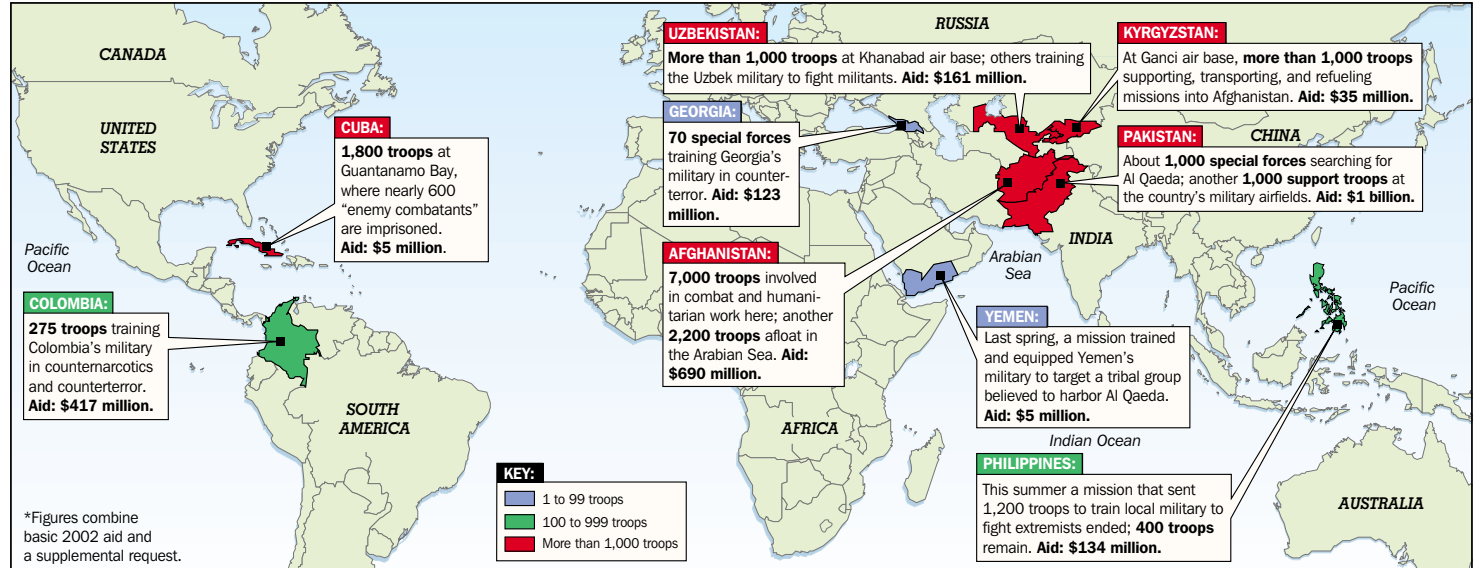 CANADA
UNITED
STATES
Pacific
Ocean
CUBA:
1,800 troops at
Guantanamo Bay,
where nearly 600
“enemy combatants”
are imprisoned.
Aid: $5 million.
COLOMBIA:
275 troops training
Colombia’s military
in counternarcotics
and counterterror.
Aid: $417 million.
SOUTH
AMERICA
*Figures combine
basic 2002 aid and
a supplemental request.
KEY:
1 to 99 troops
100 to 999 troops
More than 1,000 troops
RUSSIA
UZBEKISTAN:
More than 1,000 troops at Khanabad air base; others training
the Uzbek military to fight militants. Aid: $161 million.
KYRGYZSTAN:
At Ganci air base, more than 1,000 troops
supporting, transporting, and refueling
missions into Afghanistan. Aid: $35 million.
GEORGIA:
70 special forces
training Georgia’s
military in counter-
terror. Aid: $123
million.
PAKISTAN:
About 1,000 special forces searching for
Al Qaeda; another 1,000 support troops at
the country’s military airfields. Aid: $1 billion.
CHINA
INDIA
Arabian
Sea
AFGHANISTAN:
7,000 troops involved
in combat and humani-
tarian work here; another
2,200 troops afloat in
the Arabian Sea. Aid:
$690 million.
YEMEN:
Last spring, a mission trained
and equipped Yemen’s
military to target a tribal group
believed to harbor Al Qaeda.
Aid: $5 million.
Pacific
Ocean
AFRICA
Indian Ocean
PHILIPPINES:
This summer a mission that sent
1,200 troops to train local military to
fight extremists ended; 400 troops
remain. Aid: $134 million.
AUSTRALIA